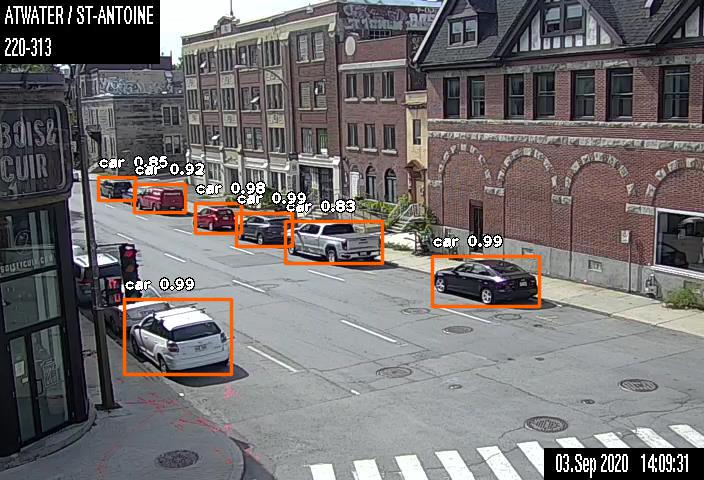 ATWATER / ST-ANTOINE
220-313
BOIS&
CUIR
car 0.85
car 0.92
car 0.98
car 0.99
car 0.83
car 0.99
car 0.99
03.Sep 2020 14:09:31